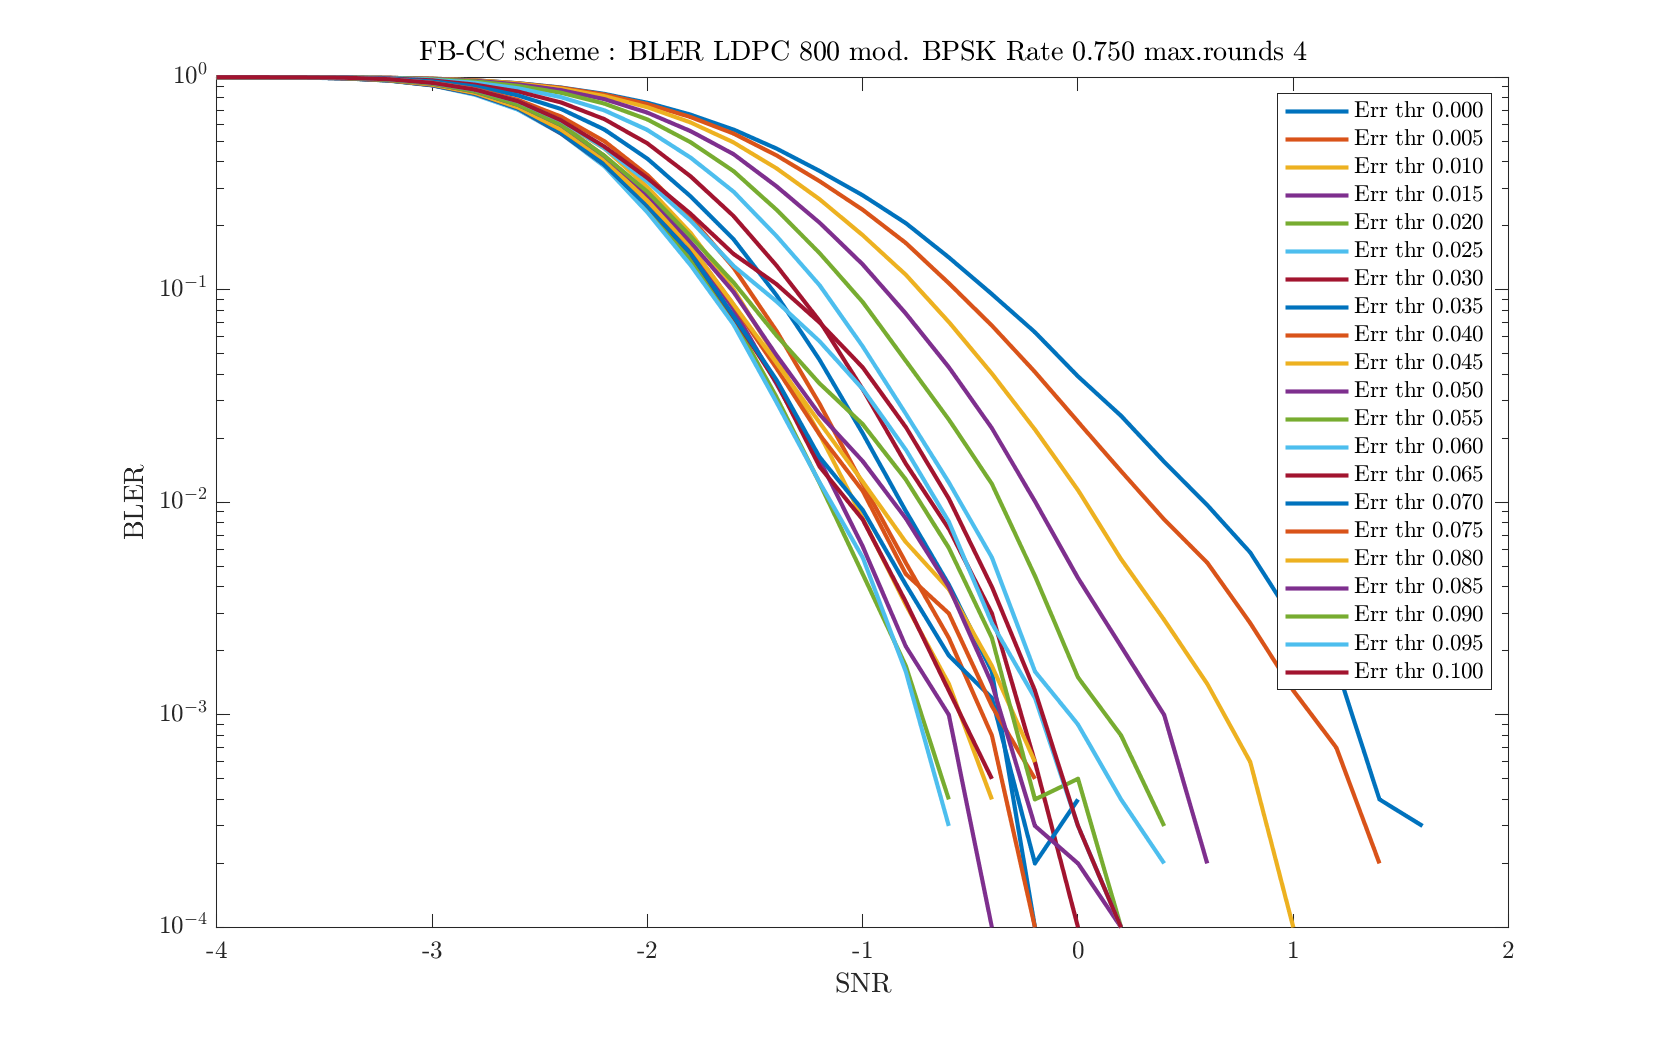 FB-CC scheme : BLER LDPC 800 mod. BPSK Rate 0.750 max.rounds 4
10^0
10^-1
10^-2
10^-3
10^-4
BLER
Err thr 0.000
Err thr 0.005
Err thr 0.010
Err thr 0.015
Err thr 0.020
Err thr 0.025
Err thr 0.030
Err thr 0.035
Err thr 0.040
Err thr 0.045
Err thr 0.050
Err thr 0.055
Err thr 0.060
Err thr 0.065
Err thr 0.070
Err thr 0.075
Err thr 0.080
Err thr 0.085
Err thr 0.090
Err thr 0.095
Err thr 0.100
-4 -3 -2 -1 0 1 2
SNR